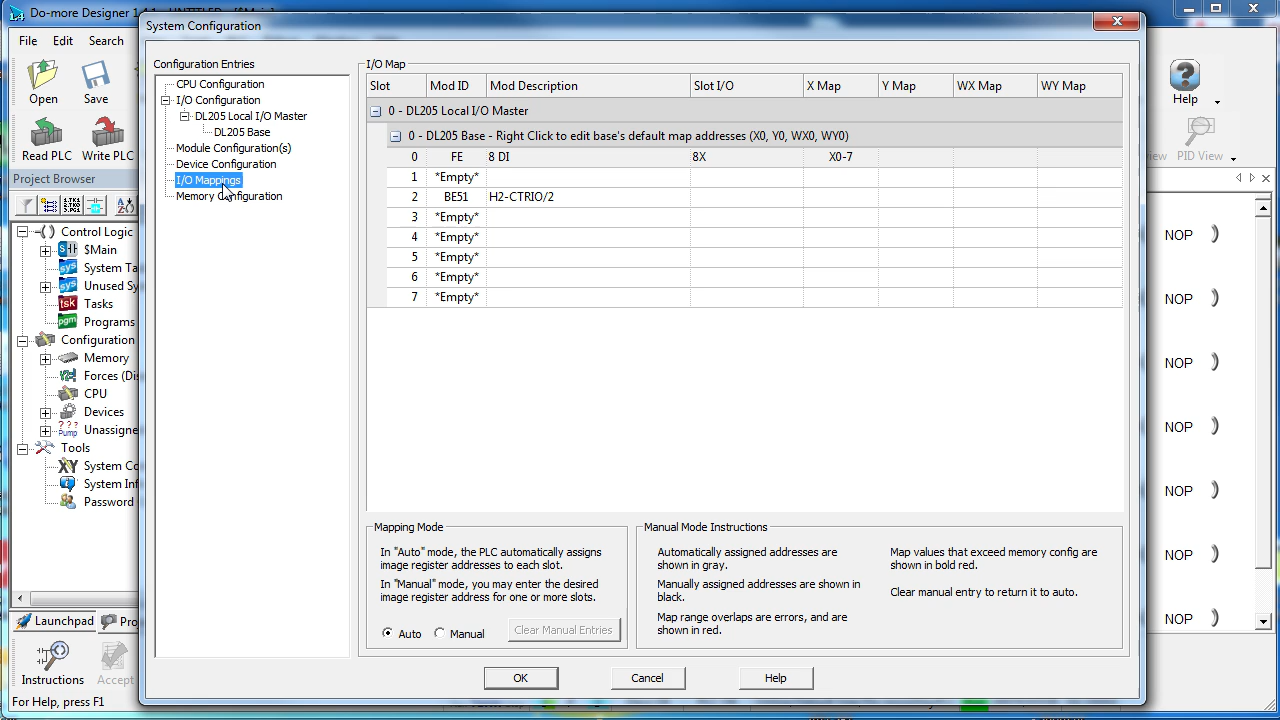 Do-more Designer
System Configuration
File Edit Search
Open Save
Read PLC Write PLC
Project Browser
Control Logic
$Main
System Ta
Unused Sy
Tasks
Programs
Configuration
Memory
Forces (Dis
CPU
Devices
Unassigne
Tools
System Co
System Inf
Password
Launchpad Pro
Instructions Accept
For Help, press F1
Configuration Entries
CPU Configuration
I/O Configuration
DL205 Local I/O Master
DL205 Base
Module Configuration(s)
Device Configuration
I/O Mappings
Memory Configuration
I/O Map
Slot Mod ID Mod Description Slot I/O X Map Y Map WX Map WY Map
0 - DL205 Local I/O Master
0 - DL205 Base - Right Click to edit base's default map addresses (X0, Y0, WX0, WY0)
0 FE 8 DI 8X X0-7
1 *Empty*
2 BE51 H2-CTRIO/2
3 *Empty*
4 *Empty*
5 *Empty*
6 *Empty*
7 *Empty*
Mapping Mode
In "Auto" mode, the PLC automatically assigns
image register addresses to each slot.
In "Manual" mode, you may enter the desired
image register address for one or more slots.
Auto Manual Clear Manual Entries
Manual Mode Instructions
Automatically assigned addresses are
shown in gray.
Manually assigned addresses are shown in
black.
Map range overlaps are errors, and are
shown in red.
Map values that exceed memory config are
shown in bold red.
Clear manual entry to return it to auto.
OK Cancel Help
Help
iew PID View
NOP
NOP
NOP
NOP
NOP
NOP
NOP